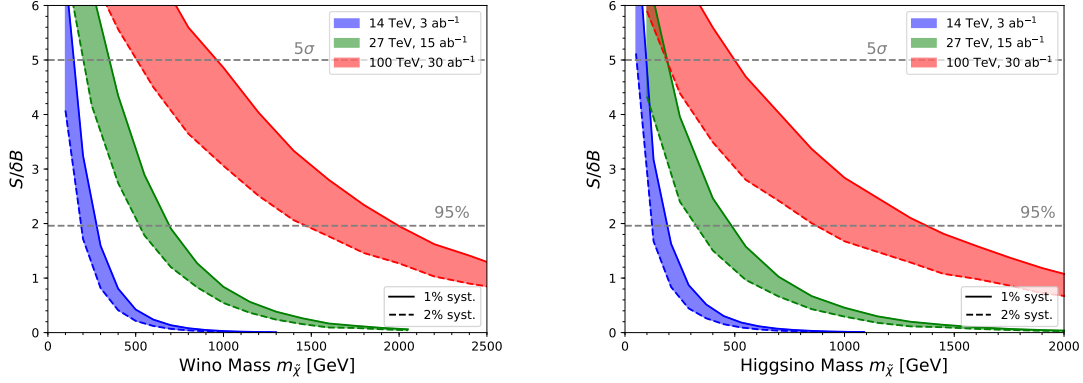 6
5
4
3
2
1
0
S/δB
5σ
95%
14 TeV, 3 ab⁻¹
27 TeV, 15 ab⁻¹
100 TeV, 30 ab⁻¹
1% syst.
2% syst.
0 500 1000 1500 2000 2500
Wino Mass m_χ̃ [GeV]
6
5
4
3
2
1
0
S/δB
5σ
95%
14 TeV, 3 ab⁻¹
27 TeV, 15 ab⁻¹
100 TeV, 30 ab⁻¹
1% syst.
2% syst.
0 500 1000 1500 2000
Higgsino Mass m_χ̃ [GeV]